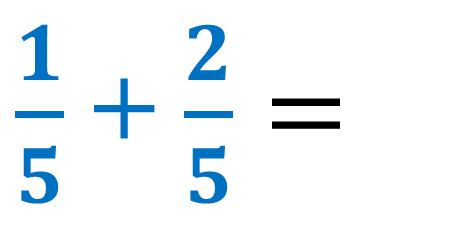 1/5 + 2/5 =